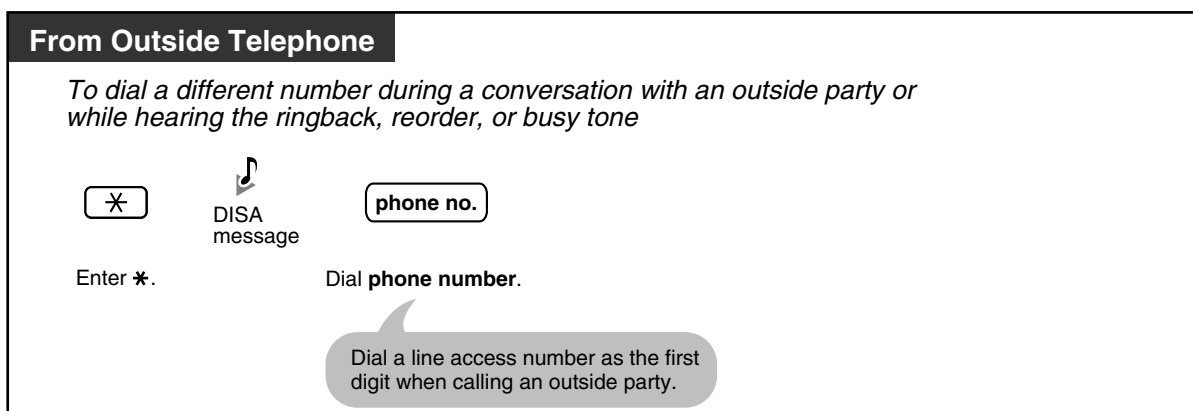 From Outside Telephone
To dial a different number during a conversation with an outside party or
while hearing the ringback, reorder, or busy tone
phone no.
DISA
message
Enter *.
Dial phone number.
Dial a line access number as the first
digit when calling an outside party.